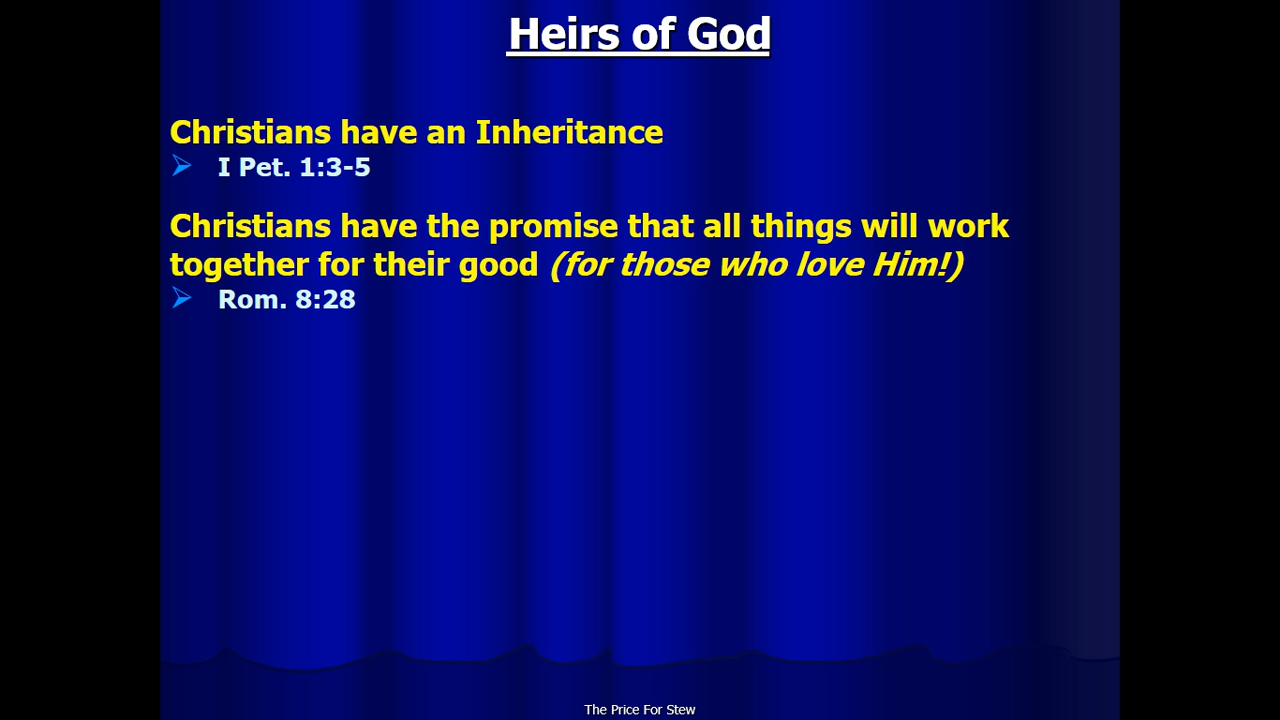 Heirs of God
Christians have an Inheritance
I Pet. 1:3-5
Christians have the promise that all things will work
together for their good (for those who love Him!)
Rom. 8:28
The Price For Stew